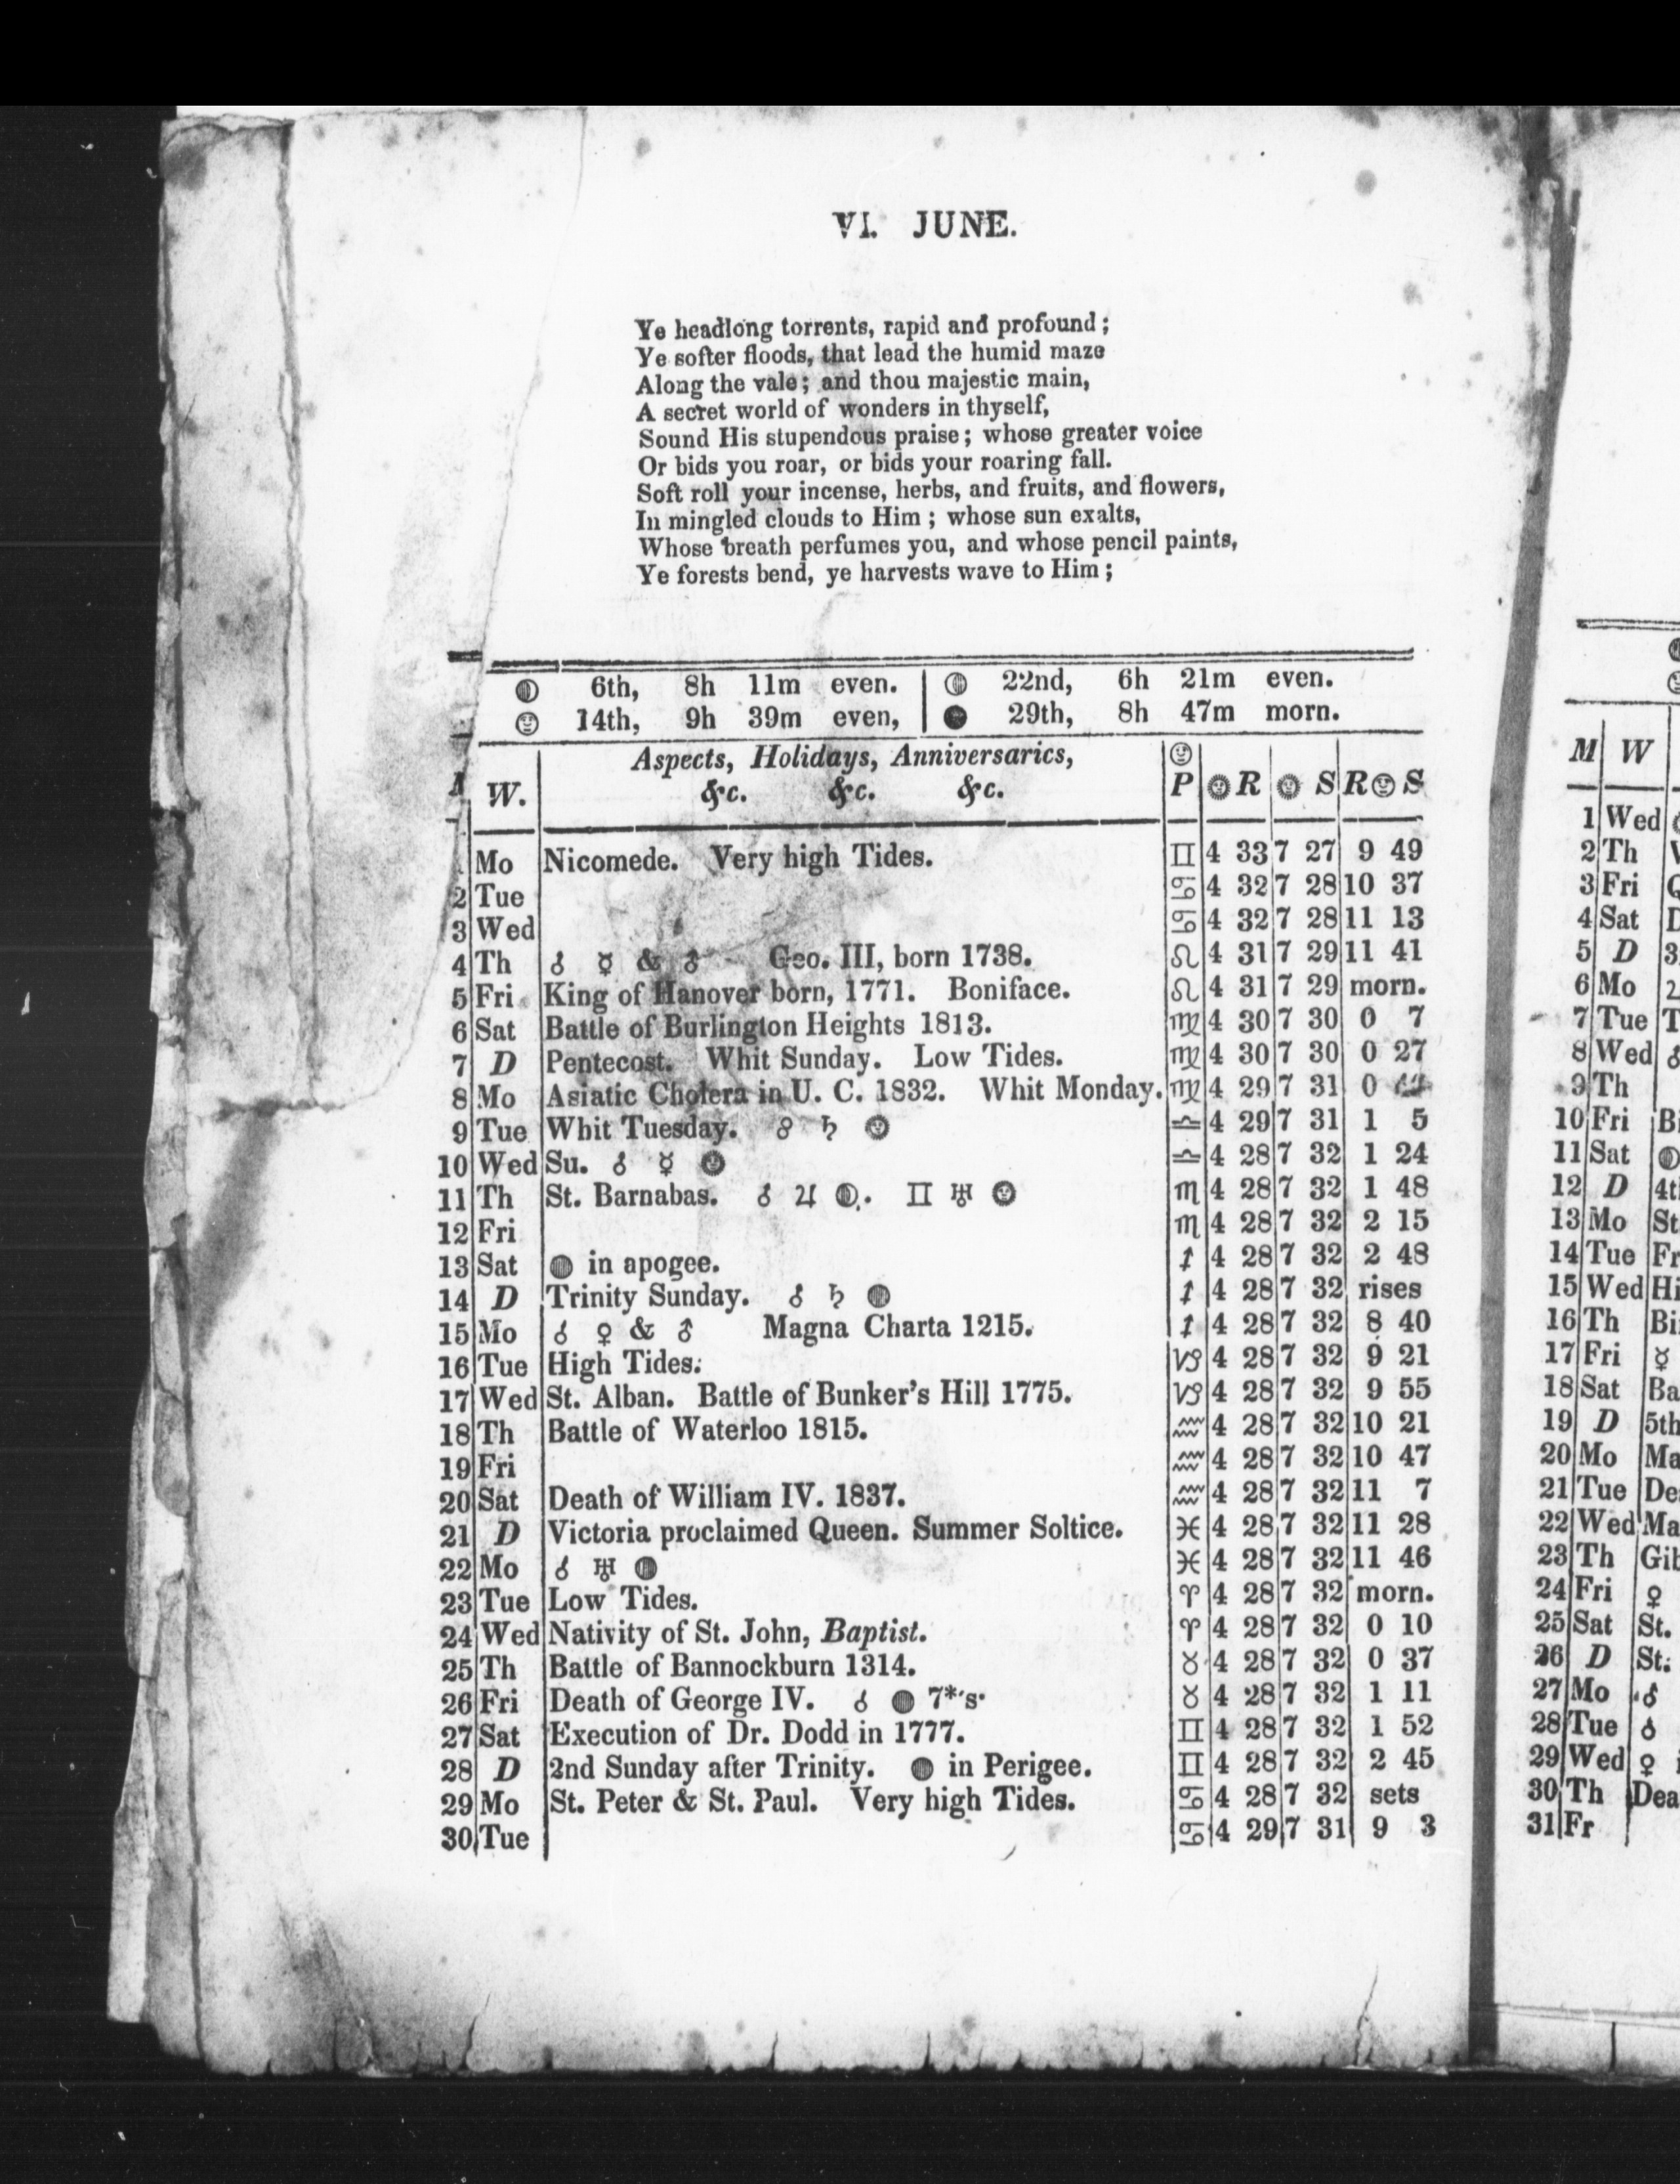 VI. JUNE.
Ye headlong torrents, rapid and profound;
Ye softer floods, that lead the humid maze
Along the vale; and thou majestic main,
A secret world of wonders in thyself,
Sound His stupendous praise; whose greater voice
Or bids you roar, or bids your roaring fall.
Soft roll your incense, herbs, and fruits, and flowers,
In mingled clouds to Him; whose sun exalts,
Whose breath perfumes you, and whose pencil paints,
Ye forests bend, ye harvests wave to Him;
6th, 8h 11m even. 22nd, 6h 21m even.
14th, 9h 39m even, 29th, 8h 47m morn.
W. Aspects, Holidays, Anniversarics, &c. &c. &c. P R S R S
Mo Nicomede. Very high Tides. ♊ 4 33 7 27 9 49
2 Tue ♋ 4 32 7 28 10 37
3 Wed ♋ 4 32 7 28 11 13
4 Th ☌ ☿ & ♂ Geo. III, born 1738. ♌ 4 31 7 29 11 41
5 Fri King of Hanover born, 1771. Boniface. ♌ 4 31 7 29 morn.
6 Sat Battle of Burlington Heights 1813. ♍ 4 30 7 30 0 7
7 D Pentecost. Whit Sunday. Low Tides. ♍ 4 30 7 30 0 27
8 Mo Asiatic Cholera in U. C. 1832. Whit Monday. ♍ 4 29 7 31 0
9 Tue Whit Tuesday. ☍ ♄ ♎ 4 29 7 31 1 5
10 Wed Su. ☌ ☿ ♎ 4 28 7 32 1 24
11 Th St. Barnabas. ☌ ♃ ♊ ♅ ♏ 4 28 7 32 1 48
12 Fri ♏ 4 28 7 32 2 15
13 Sat in apogee. ♐ 4 28 7 32 2 48
14 D Trinity Sunday. ☌ ♄ ♐ 4 28 7 32 rises
15 Mo ☌ ♀ & ♂ Magna Charta 1215. ♐ 4 28 7 32 8 40
16 Tue High Tides. ♑ 4 28 7 32 9 21
17 Wed St. Alban. Battle of Bunker's Hill 1775. ♑ 4 28 7 32 9 55
18 Th Battle of Waterloo 1815. ♒ 4 28 7 32 10 21
19 Fri ♒ 4 28 7 32 10 47
20 Sat Death of William IV. 1837. ♒ 4 28 7 32 11 7
21 D Victoria proclaimed Queen. Summer Soltice. ♓ 4 28 7 32 11 28
22 Mo ☌ ♅ ♓ 4 28 7 32 11 46
23 Tue Low Tides. ♈ 4 28 7 32 morn.
24 Wed Nativity of St. John, Baptist. ♈ 4 28 7 32 0 10
25 Th Battle of Bannockburn 1314. ♉ 4 28 7 32 0 37
26 Fri Death of George IV. ☌ 7*'s. ♉ 4 28 7 32 1 11
27 Sat Execution of Dr. Dodd in 1777. ♊ 4 28 7 32 1 52
28 D 2nd Sunday after Trinity. in Perigee. ♊ 4 28 7 32 2 45
29 Mo St. Peter & St. Paul. Very high Tides. ♋ 4 28 7 32 sets
30 Tue ♋ 4 29 7 31 9 3
M W
1 Wed
2 Th
3 Fri
4 Sat
5 D
6 Mo
7 Tue
8 Wed
9 Th
10 Fri
11 Sat
12 D
13 Mo St
14 Tue Fr
15 Wed Hi
16 Th Bi
17 Fri ☿
18 Sat Ba
19 D 5th
20 Mo Ma
21 Tue De
22 Wed Ma
23 Th Gib
24 Fri ♀
25 Sat St.
26 D St.
27 Mo ☌
28 Tue ☌
29 Wed ♀
30 Th Dea
31 Fr